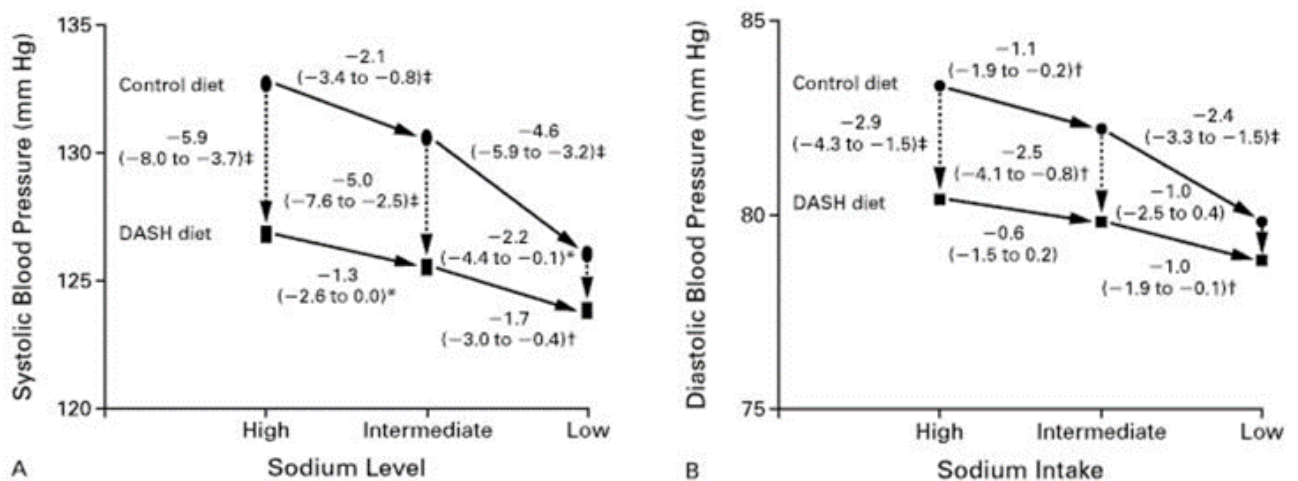 Systolic Blood Pressure (mm Hg)
135
130
125
120
Control diet
−2.1
(−3.4 to −0.8)‡
−5.9
(−8.0 to −3.7)‡
−4.6
(−5.9 to −3.2)‡
−5.0
(−7.6 to −2.5)‡
DASH diet
−2.2
(−4.4 to −0.1)*
−1.3
(−2.6 to 0.0)*
−1.7
(−3.0 to −0.4)†
High
Intermediate
Low
A
Sodium Level
Diastolic Blood Pressure (mm Hg)
85
80
75
Control diet
−1.1
(−1.9 to −0.2)†
−2.9
(−4.3 to −1.5)‡
−2.4
(−3.3 to −1.5)‡
−2.5
(−4.1 to −0.8)†
DASH diet
−1.0
(−2.5 to 0.4)
−0.6
(−1.5 to 0.2)
−1.0
(−1.9 to −0.1)†
High
Intermediate
Low
B
Sodium Intake